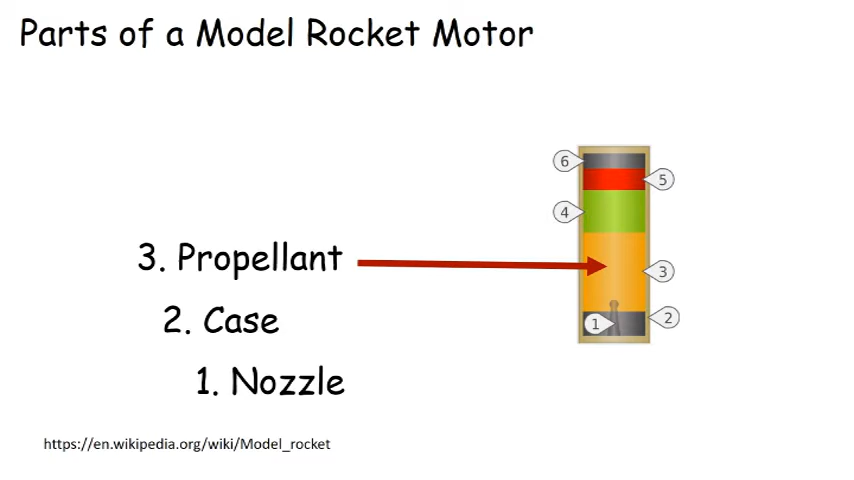 Parts of a Model Rocket Motor
6
5
4
3. Propellant
3
2. Case
2
1
1. Nozzle
https://en.wikipedia.org/wiki/Model_rocket